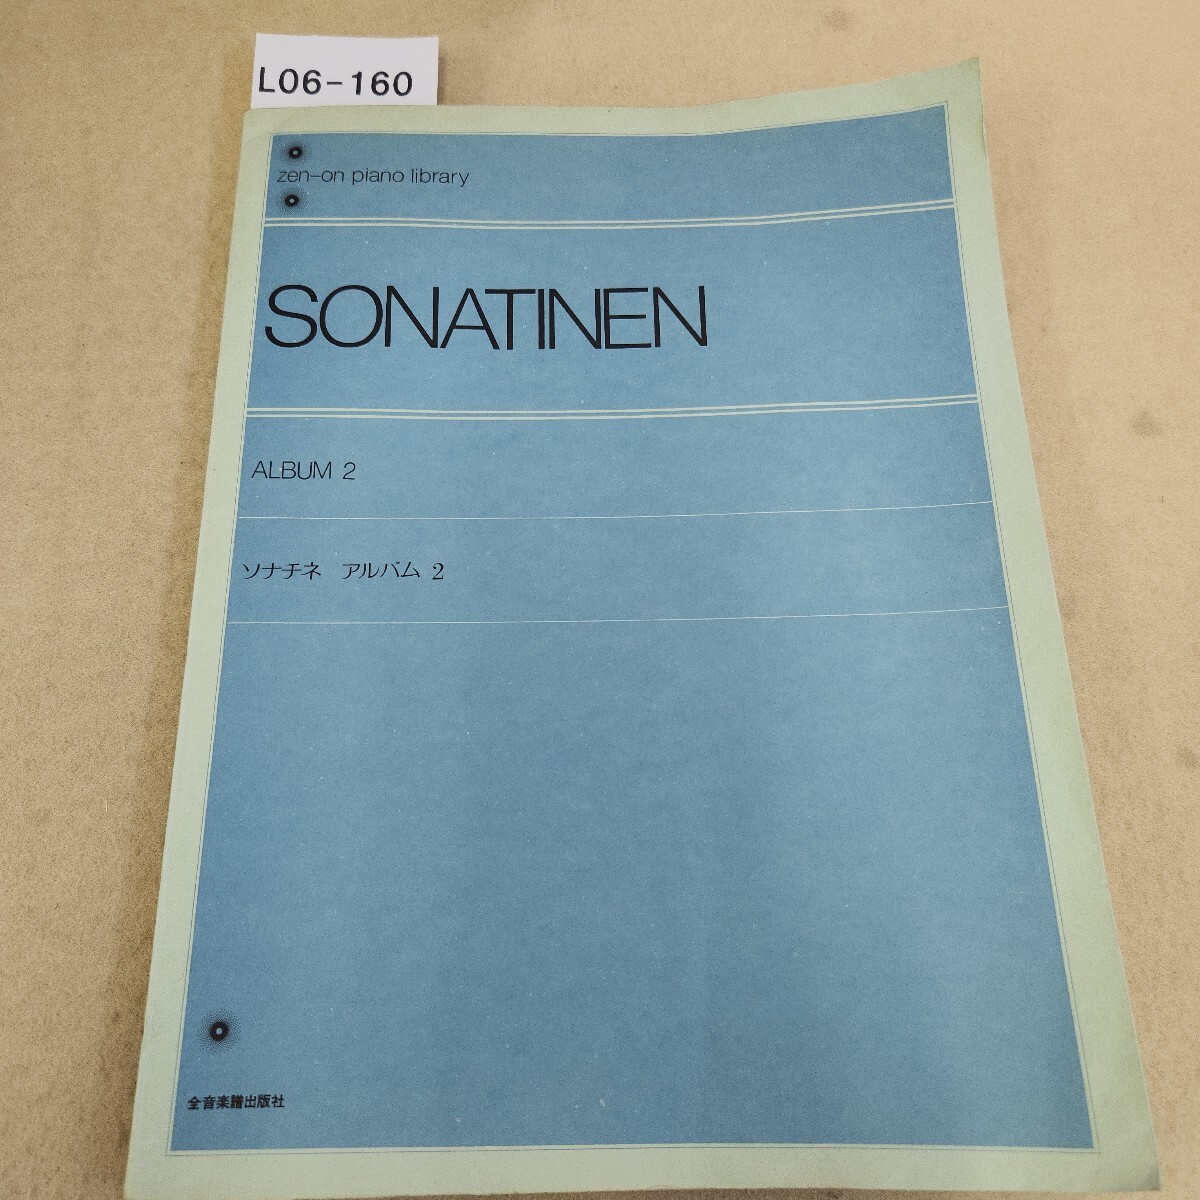 L06-160
zen-on piano library
SONATINEN
ALBUM 2
ソナチネ アルバム 2
全音楽譜出版社